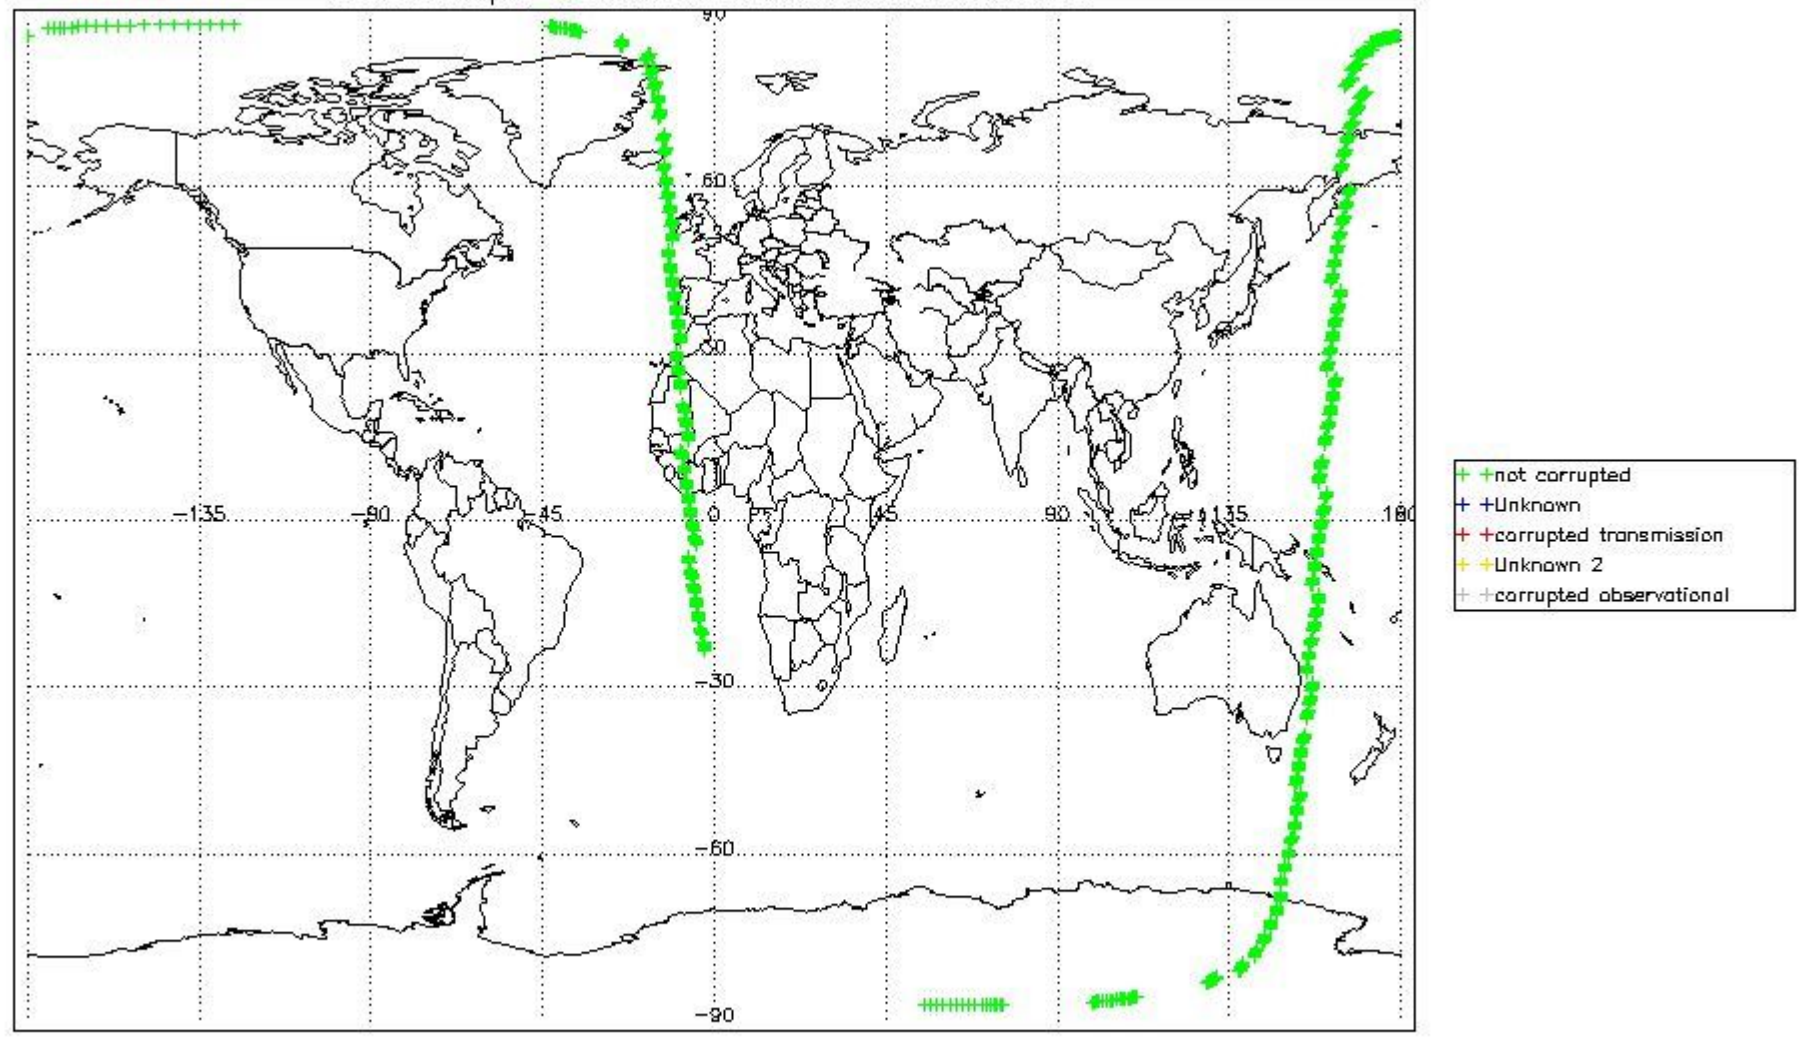 90
60
30
-135 -90 -45 0 45 90 135 180
-30
-60
-90
not corrupted
Unknown
corrupted transmission
Unknown 2
corrupted observational